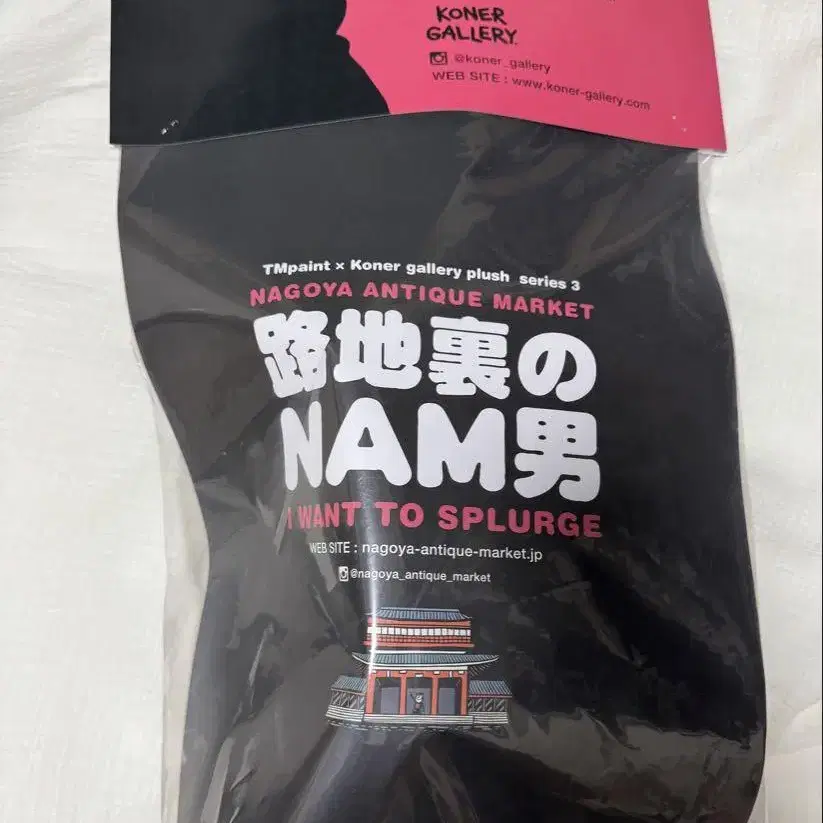 KONER
GALLERY.
@koner_gallery
WEB SITE : www.koner-gallery.com
TMpaint × Koner gallery plush series 3
NAGOYA ANTIQUE MARKET
路地裏の
NAM男
I WANT TO SPLURGE
WEB SITE : nagoya-antique-market.jp
@nagoya_antique_market